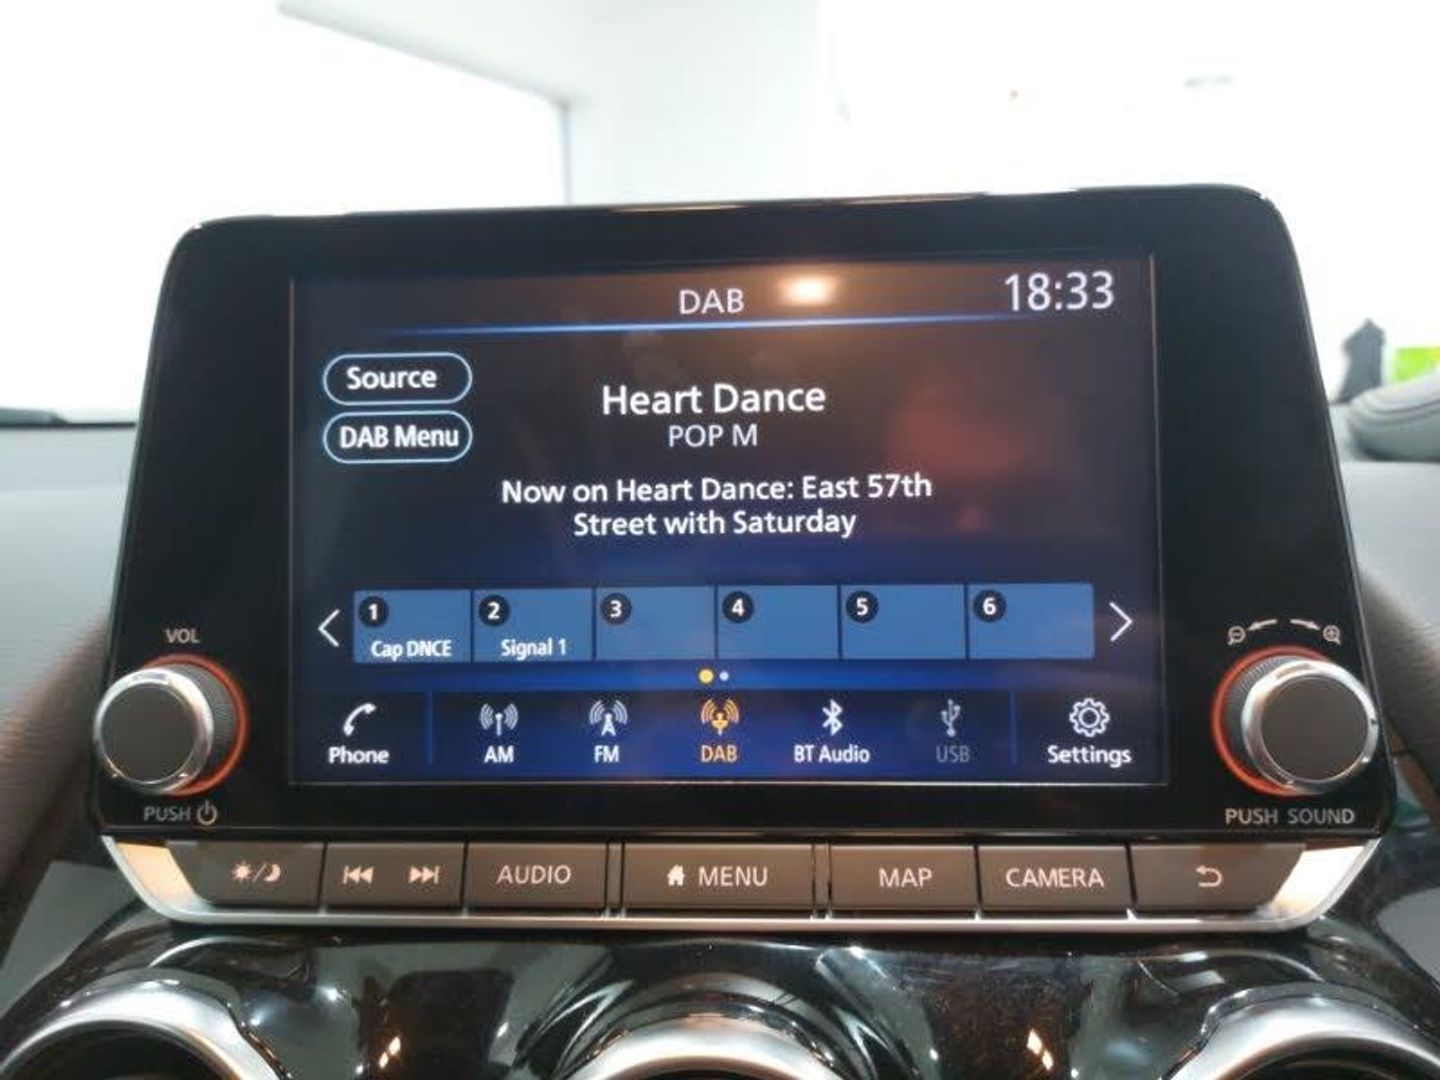 DAB
18:33
Source
Heart Dance
POP M
DAB Menu
Now on Heart Dance: East 57th
Street with Saturday
1 2 3 4 5 6
Cap DNCE Signal 1
Phone AM FM DAB BT Audio USB Settings
VOL
PUSH
PUSH SOUND
AUDIO MENU MAP CAMERA